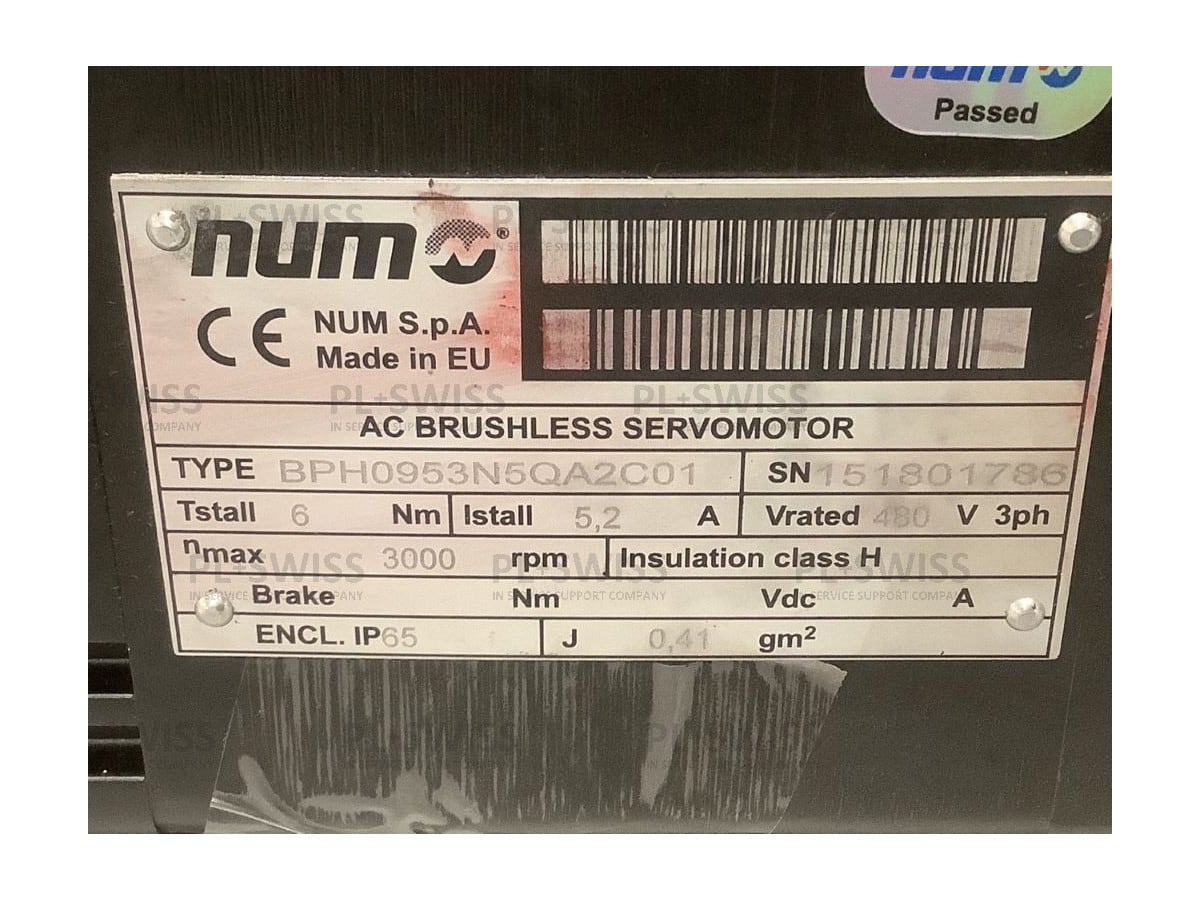 num
Passed
num®
CE NUM S.p.A.
Made in EU
AC BRUSHLESS SERVOMOTOR
TYPE BPH0953N5QA2C01 SN 151801786
Tstall 6 Nm Istall 5,2 A Vrated 480 V 3ph
nmax 3000 rpm Insulation class H
Brake Nm Vdc A
ENCL. IP65 J 0,41 gm²
PL+SWISS
IN SERVICE SUPPORT COMPANY